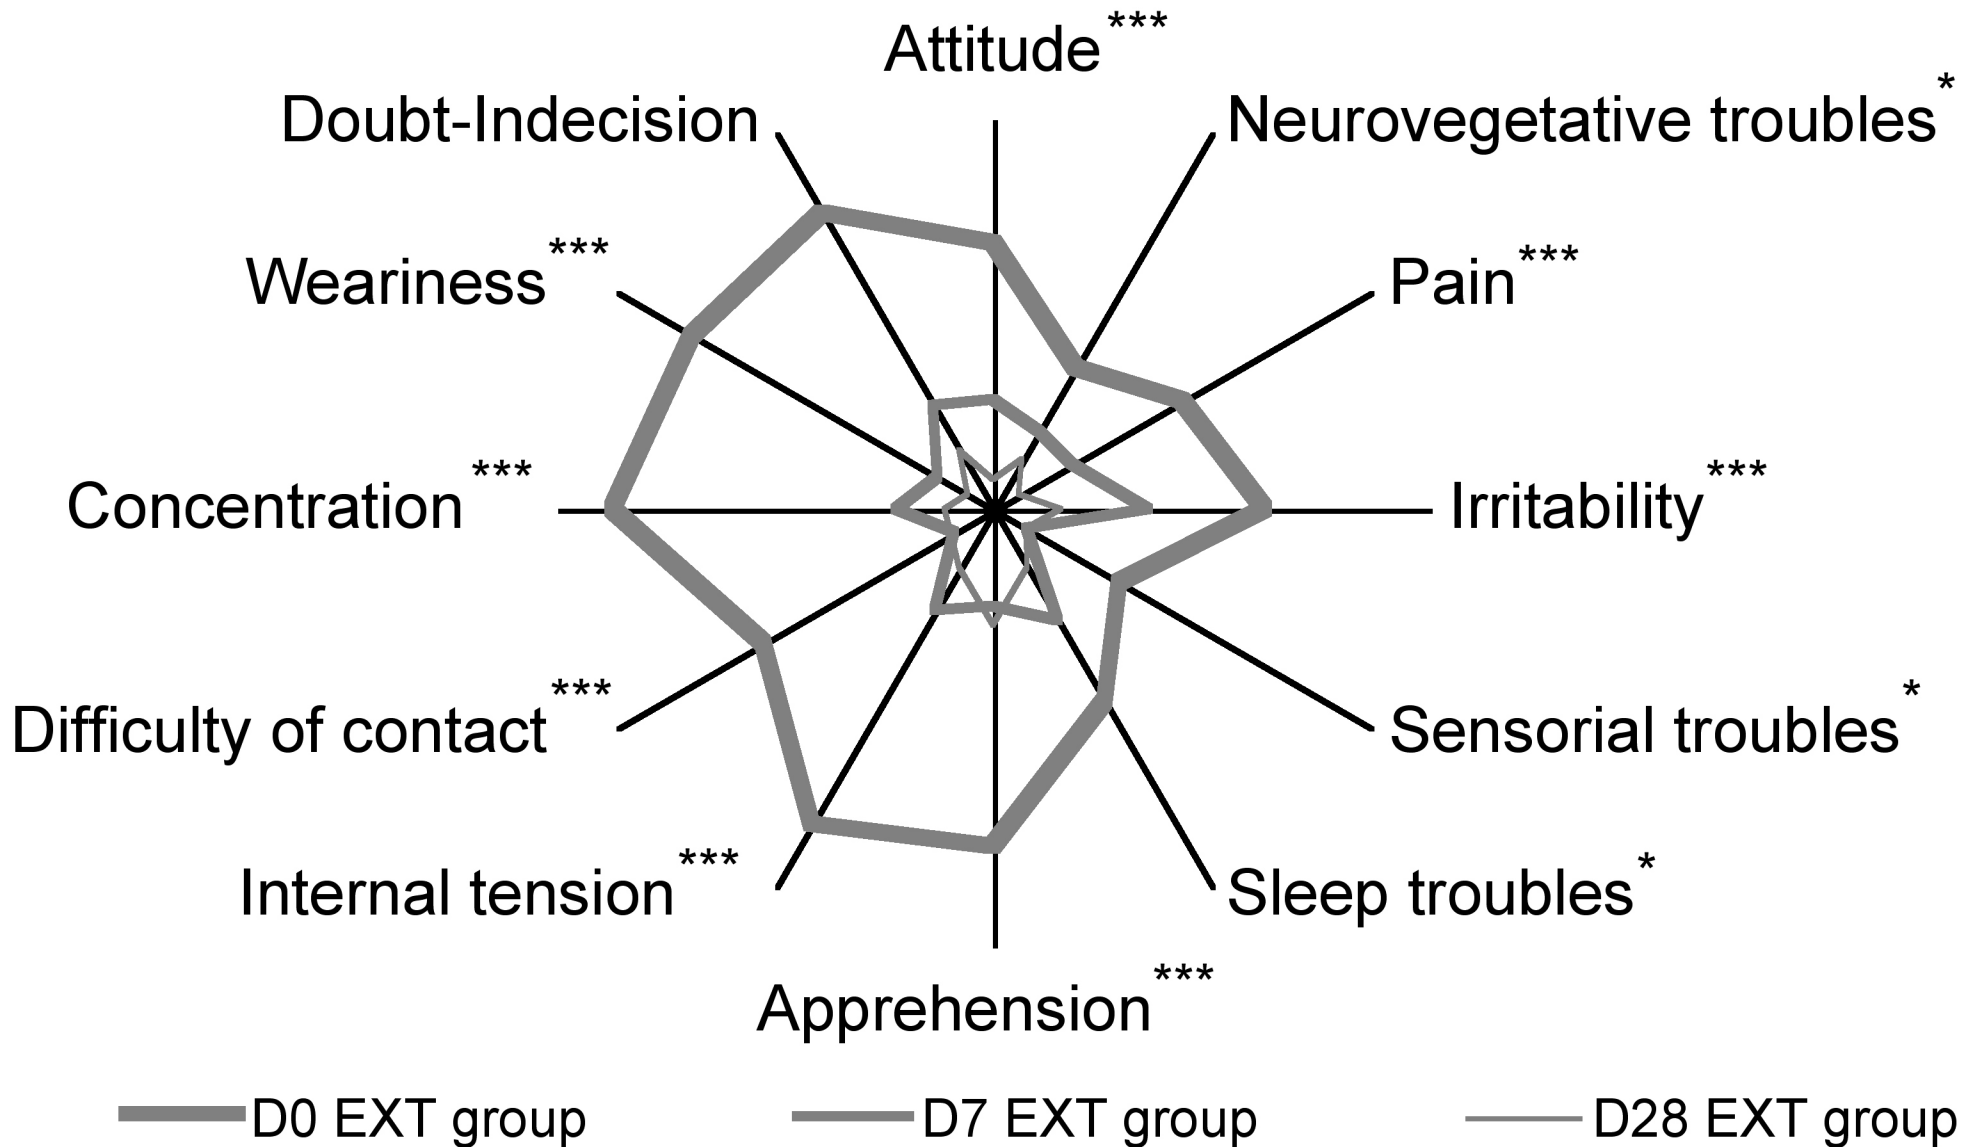 Attitude***
Doubt-Indecision
Neurovegetative troubles*
Weariness***
Pain***
Concentration***
Irritability***
Difficulty of contact***
Sensorial troubles*
Internal tension***
Sleep troubles*
Apprehension***
D0 EXT group
D7 EXT group
D28 EXT group